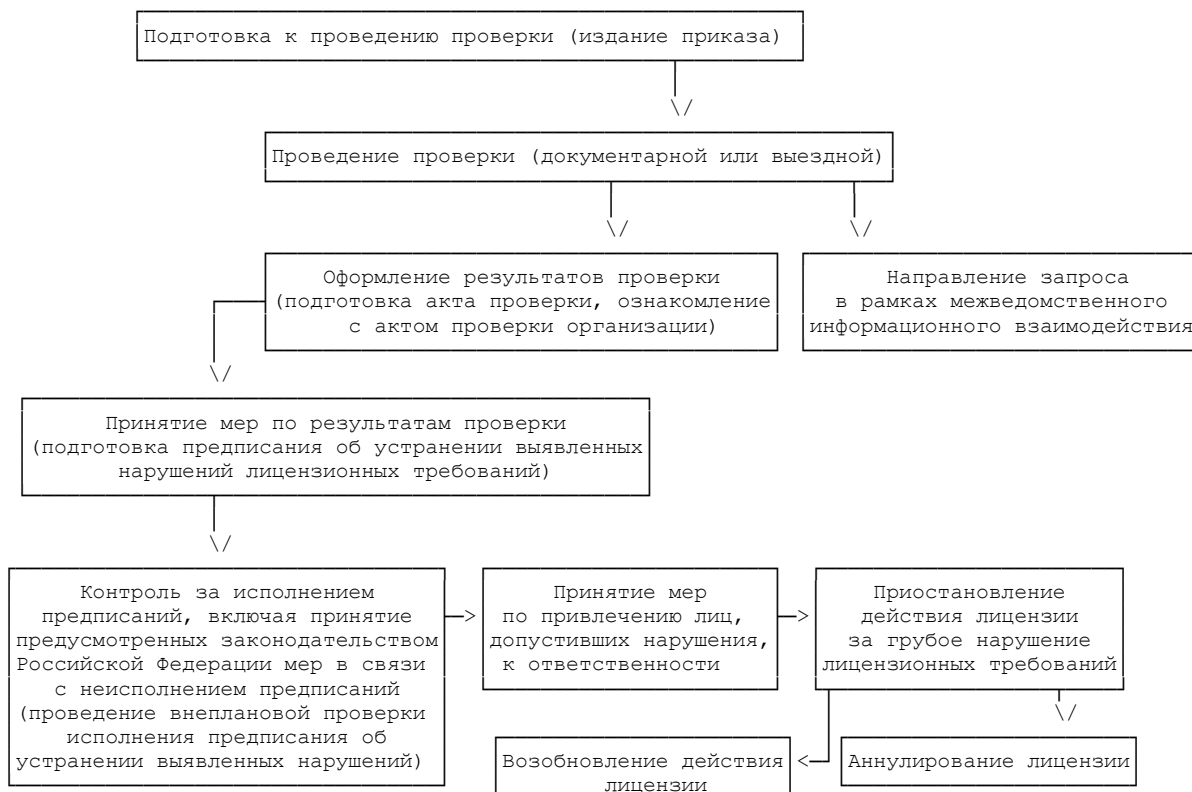 Подготовка к проведению проверки (издание приказа)
Проведение проверки (документарной или выездной)
Оформление результатов проверки
(подготовка акта проверки, ознакомление
с актом проверки организации)
Направление запроса
в рамках межведомственного
информационного взаимодействия
Принятие мер по результатам проверки
(подготовка предписания об устранении выявленных
нарушений лицензионных требований)
Контроль за исполнением
предписаний, включая принятие
предусмотренных законодательством
Российской Федерации мер в связи
с неисполнением предписаний
(проведение внеплановой проверки
исполнения предписания об
устранении выявленных нарушений)
Принятие мер
по привлечению лиц,
допустивших нарушения,
к ответственности
Приостановление
действия лицензии
за грубое нарушение
лицензионных требований
Возобновление действия
лицензии
Аннулирование лицензии